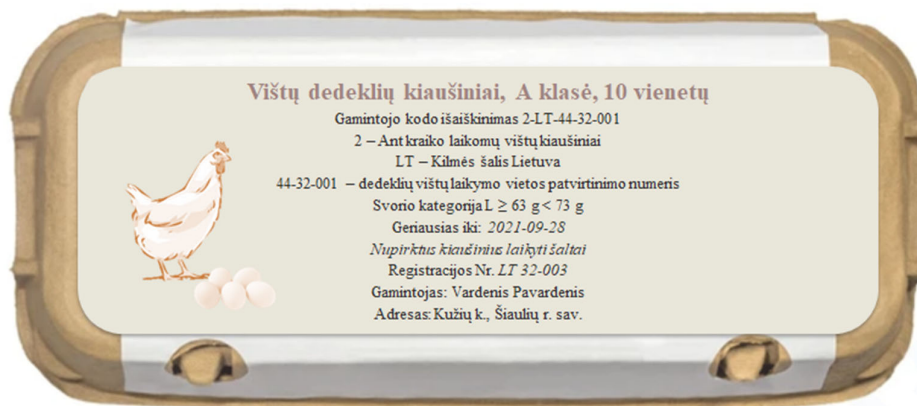 Vištų dedeklių kiaušiniai, A klasė, 10 vienetų
Gamintojo kodo išaiškinimas 2-LT-44-32-001
2 – Ant kraiko laikomų vištų kiaušiniai
LT – Kilmės šalis Lietuva
44-32-001 – dedeklių vištų laikymo vietos patvirtinimo numeris
Svorio kategorija L ≥ 63 g < 73 g
Geriausias iki: 2021-09-28
Nupirktus kiaušinius laikyti šaltai
Registracijos Nr. LT 32-003
Gamintojas: Vardenis Pavardenis
Adresas: Kužių k., Šiaulių r. sav.